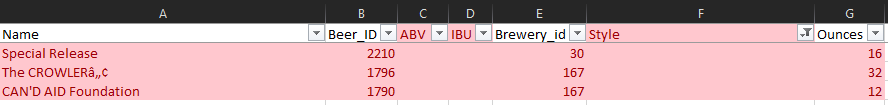 A B C D E F G
Name Beer_ID ABV IBU Brewery_id Style Ounces
Special Release 2210 30 16
The CROWLERâ„¢ 1796 167 32
CAN'D AID Foundation 1790 167 12